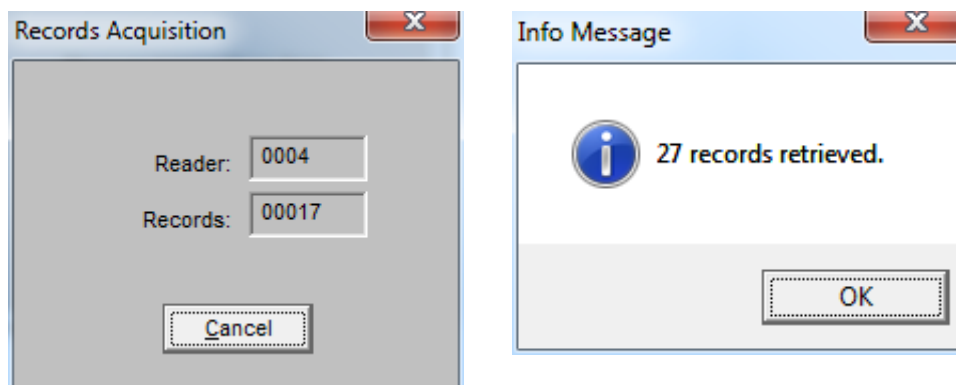 Records Acquisition
Reader: 0004
Records: 00017
Cancel
Info Message
27 records retrieved.
OK